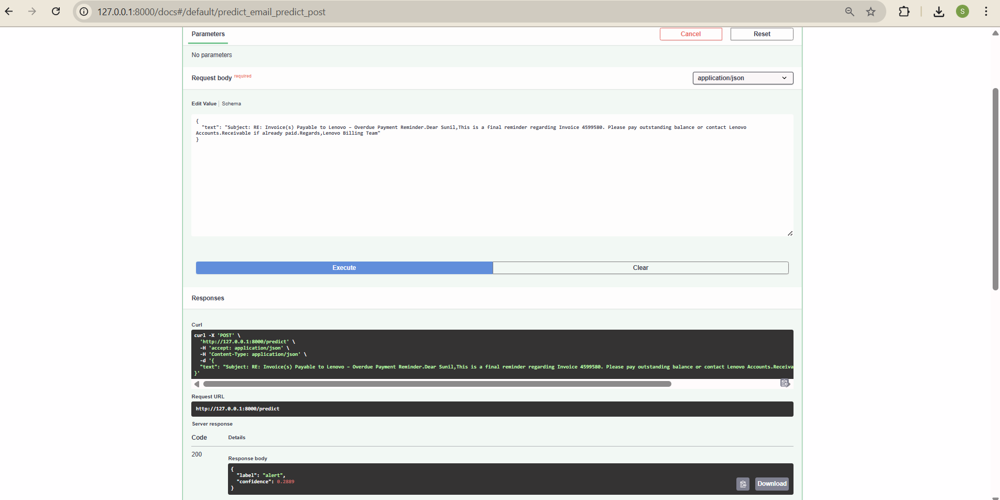 127.0.0.1:8000/docs#/default/predict_email_predict_post
S
Parameters
Cancel
Reset
No parameters
Request body required
application/json
Edit Value | Schema
{
"text": "Subject: RE: Invoice(s) Payable to Lenovo – Overdue Payment Reminder.Dear Sunil,This is a final reminder regarding Invoice 4599580. Please pay outstanding balance or contact Lenovo
Accounts.Receivable if already paid.Regards,Lenovo Billing Team"
}
Execute
Clear
Responses
Curl
curl -X 'POST' \
'http://127.0.0.1:8000/predict' \
-H 'accept: application/json' \
-H 'Content-Type: application/json' \
-d '{
"text": "Subject: RE: Invoice(s) Payable to Lenovo – Overdue Payment Reminder.Dear Sunil,This is a final reminder regarding Invoice 4599580. Please pay outstanding balance or contact Lenovo Accounts.Receiva
}'
Request URL
http://127.0.0.1:8000/predict
Server response
Code
Details
200
Response body
{
"label": "alert",
"confidence": 0.2889
}
Download